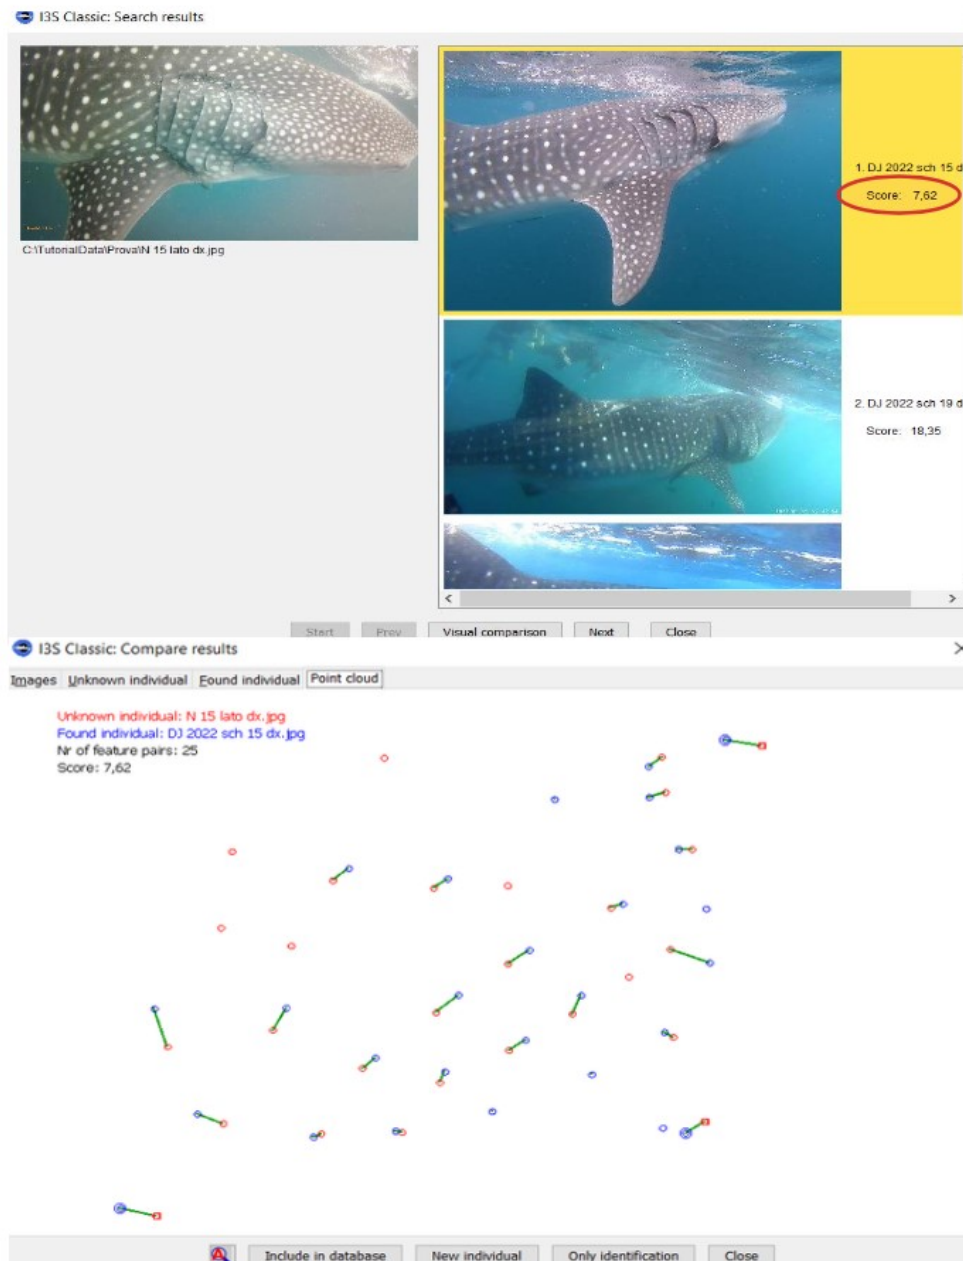 I3S Classic: Search results
1. DJ 2022 sch 15 d
Score: 7,62
C:\TutorialData\Prova\N 15 lato dx.jpg
2. DJ 2022 sch 19 d
Score: 18,35
Start Prev Visual comparison Next Close
I3S Classic: Compare results
Images Unknown individual Found individual Point cloud
Unknown individual: N 15 lato dx.jpg
Found individual: DJ 2022 sch 15 dx.jpg
Nr of feature pairs: 25
Score: 7,62
Include in database New individual Only identification Close